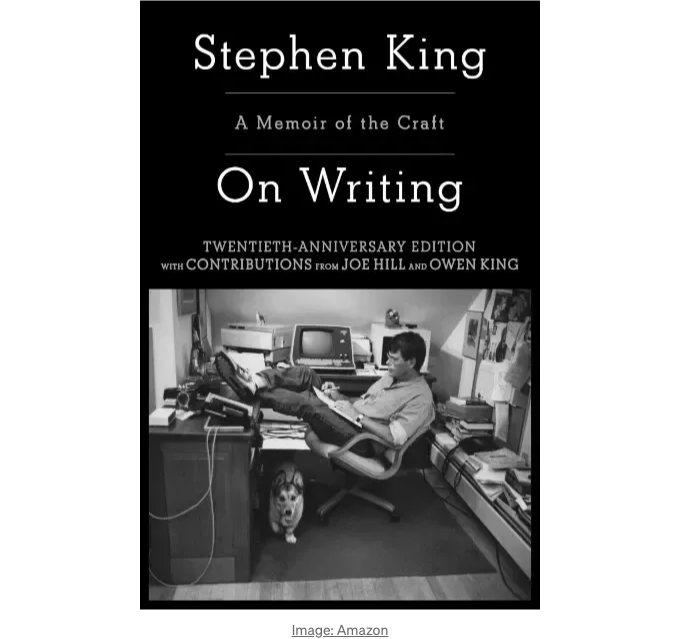 Stephen King
A Memoir of the Craft
On Writing
TWENTIETH-ANNIVERSARY EDITION
WITH CONTRIBUTIONS FROM JOE HILL AND OWEN KING
Image: Amazon